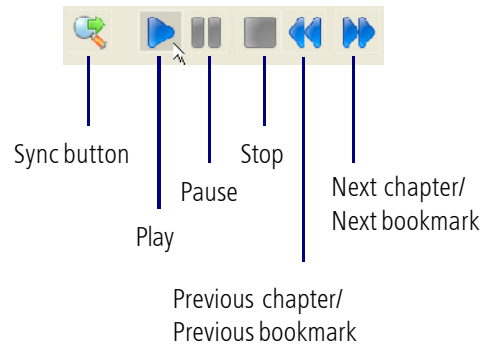 Sync button
Stop
Pause
Next chapter/
Next bookmark
Play
Previous chapter/
Previous bookmark